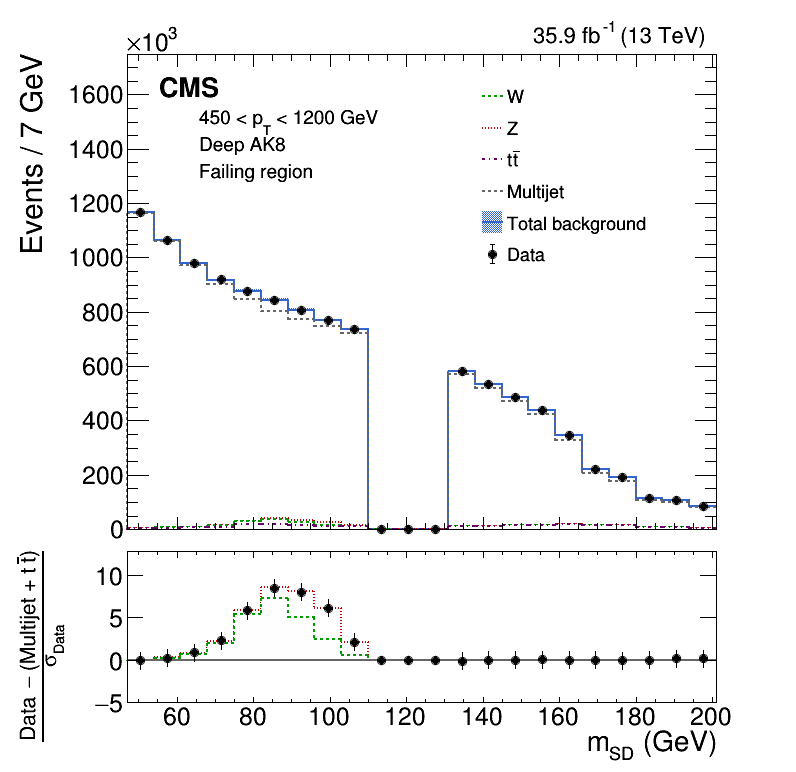 ×10³
35.9 fb⁻¹ (13 TeV)
CMS
450 < p_T < 1200 GeV
Deep AK8
Failing region
W
Z
tt̄
Multijet
Total background
Data
Events / 7 GeV
1600
1400
1200
1000
800
600
400
200
0
Data − (Multijet + tt̄)
σ_Data
10
5
0
−5
60 80 100 120 140 160 180 200
m_SD (GeV)